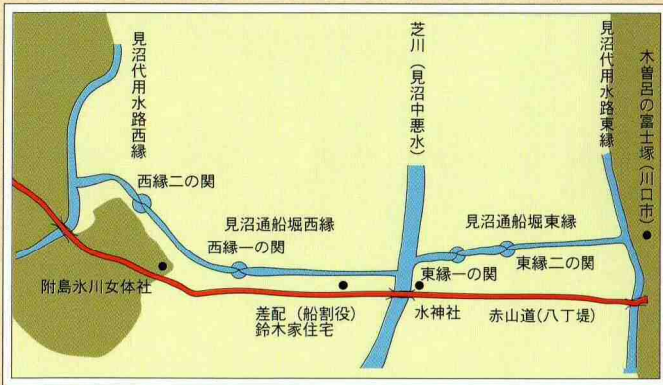 見沼代用水路西縁
芝川（見沼中悪水）
見沼代用水路東縁
木曽呂の富士塚（川口市）
西縁二の関
見沼通船堀西縁
見沼通船堀東縁
西縁一の関
東縁一の関
東縁二の関
附島氷川女体社
差配（船割役）
鈴木家住宅
水神社
赤山道(八丁堤)